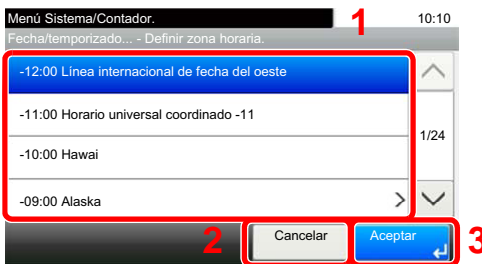 Menú Sistema/Contador. 1 10:10
Fecha/temporizado... - Definir zona horaria.
-12:00 Línea internacional de fecha del oeste
-11:00 Horario universal coordinado -11
1/24
-10:00 Hawai
-09:00 Alaska
2 Cancelar Aceptar 3